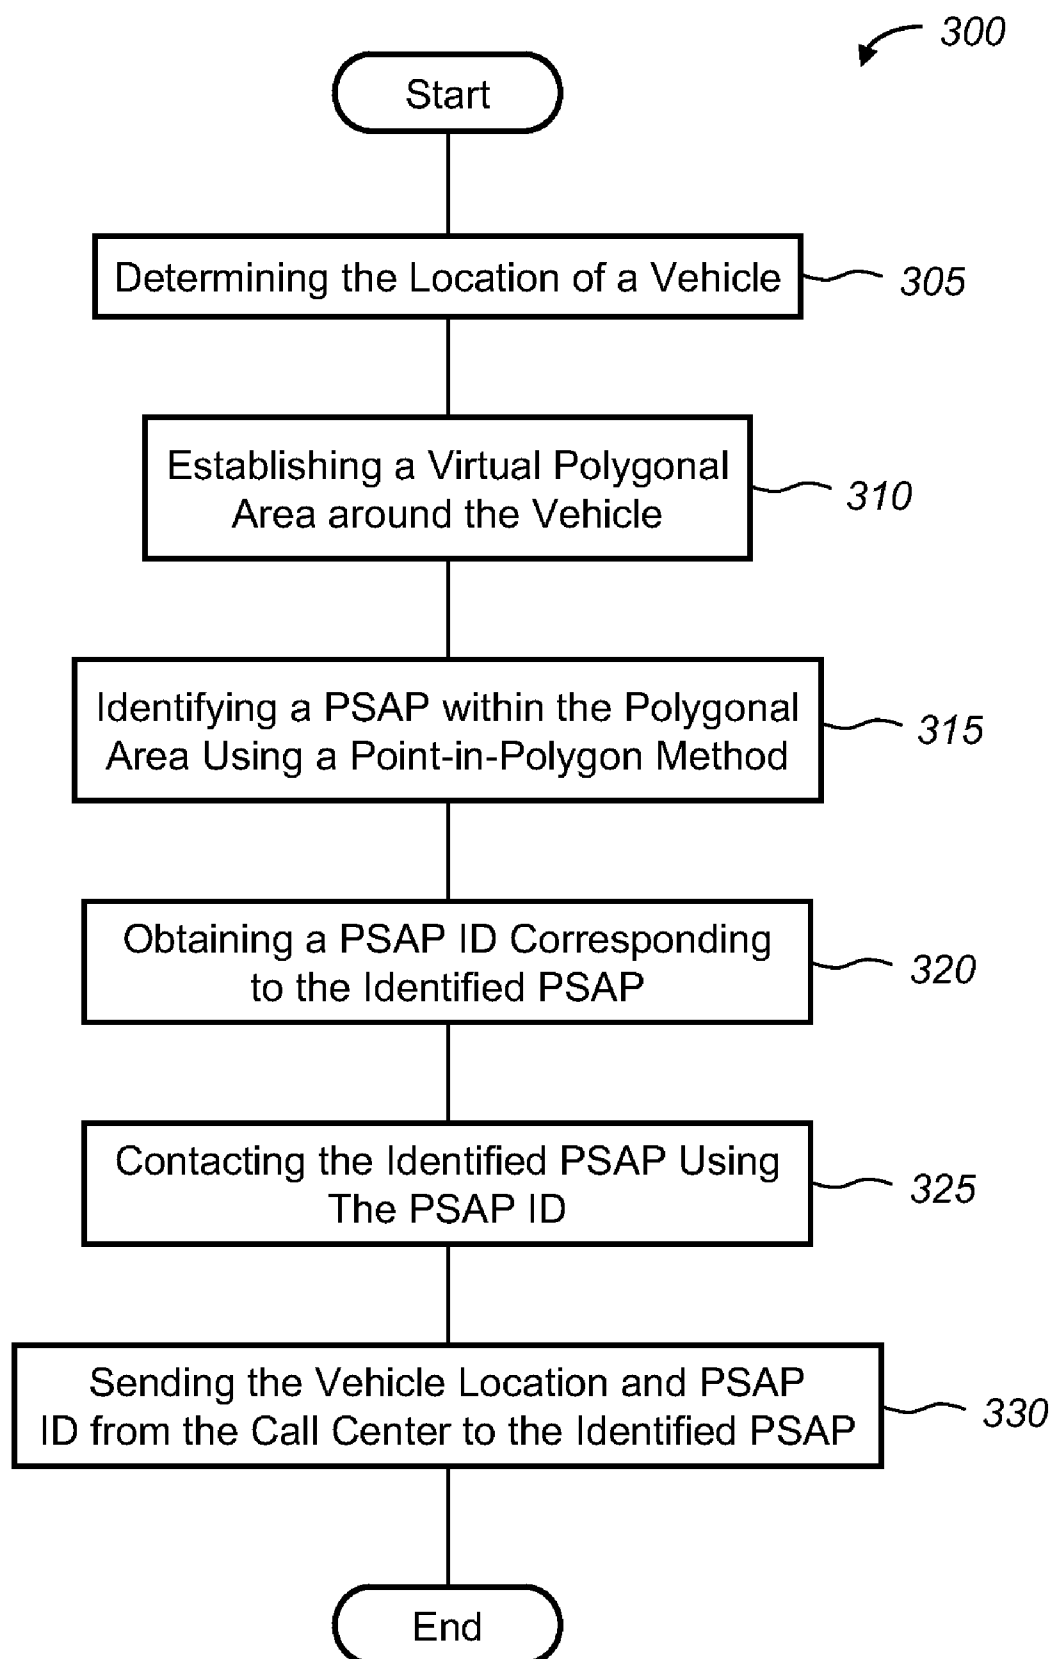 300
Start
Determining the Location of a Vehicle
305
Establishing a Virtual Polygonal
Area around the Vehicle
310
Identifying a PSAP within the Polygonal
Area Using a Point-in-Polygon Method
315
Obtaining a PSAP ID Corresponding
to the Identified PSAP
320
Contacting the Identified PSAP Using
The PSAP ID
325
Sending the Vehicle Location and PSAP
ID from the Call Center to the Identified PSAP
330
End